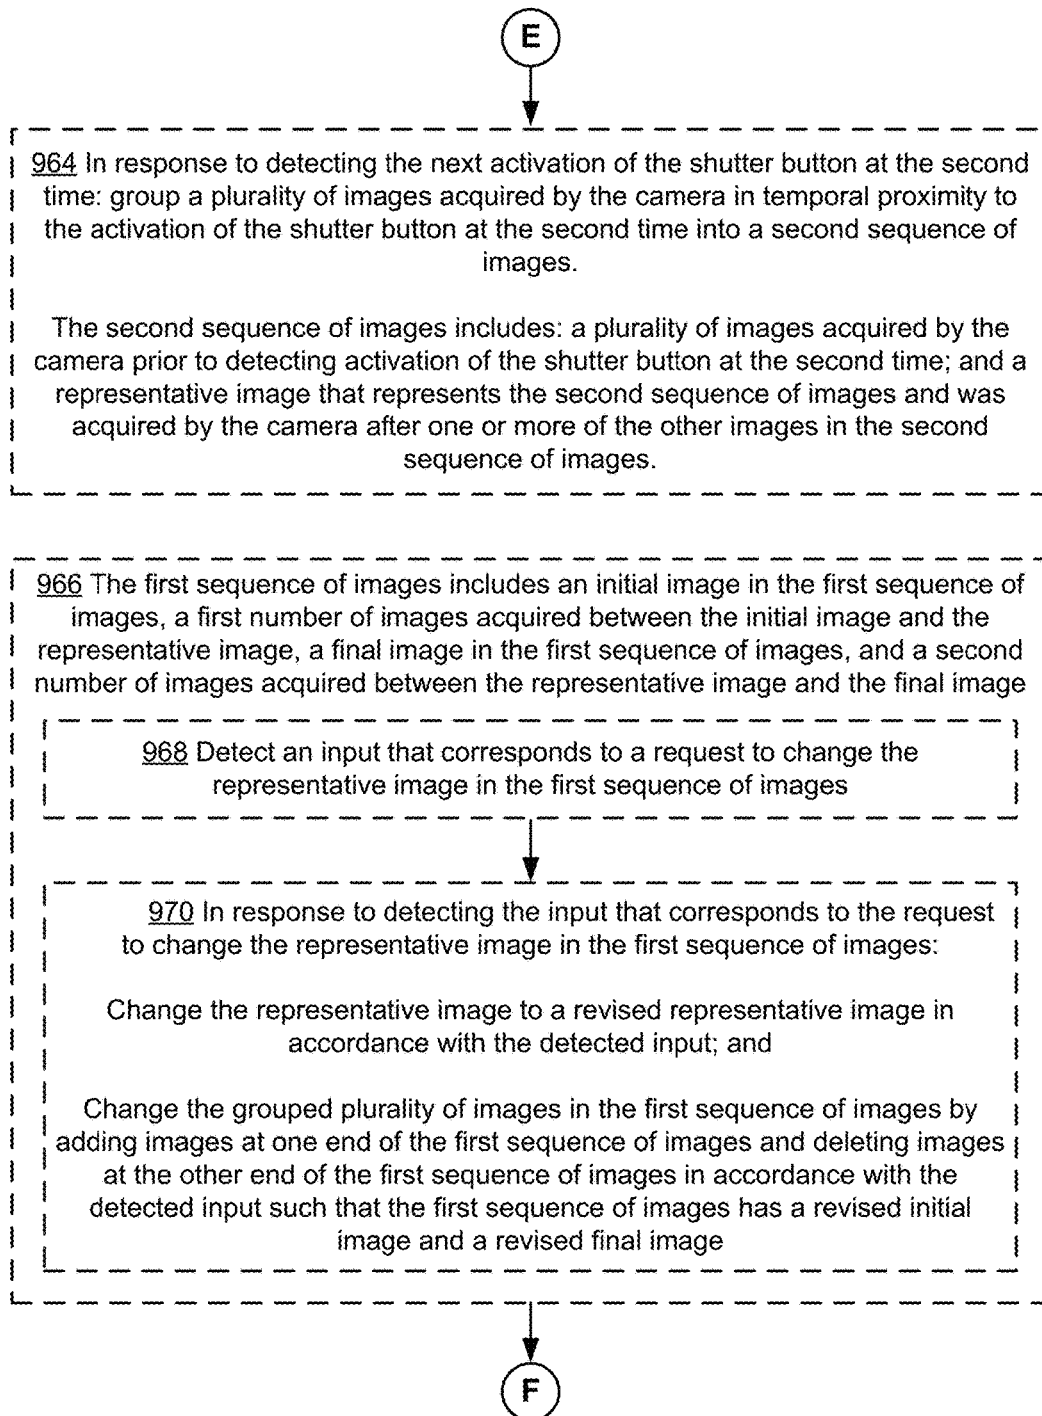 E
964 In response to detecting the next activation of the shutter button at the second
time: group a plurality of images acquired by the camera in temporal proximity to
the activation of the shutter button at the second time into a second sequence of
images.
The second sequence of images includes: a plurality of images acquired by the
camera prior to detecting activation of the shutter button at the second time; and a
representative image that represents the second sequence of images and was
acquired by the camera after one or more of the other images in the second
sequence of images.
966 The first sequence of images includes an initial image in the first sequence of
images, a first number of images acquired between the initial image and the
representative image, a final image in the first sequence of images, and a second
number of images acquired between the representative image and the final image
968 Detect an input that corresponds to a request to change the
representative image in the first sequence of images
970 In response to detecting the input that corresponds to the request
to change the representative image in the first sequence of images:
Change the representative image to a revised representative image in
accordance with the detected input; and
Change the grouped plurality of images in the first sequence of images by
adding images at one end of the first sequence of images and deleting images
at the other end of the first sequence of images in accordance with the
detected input such that the first sequence of images has a revised initial
image and a revised final image
F